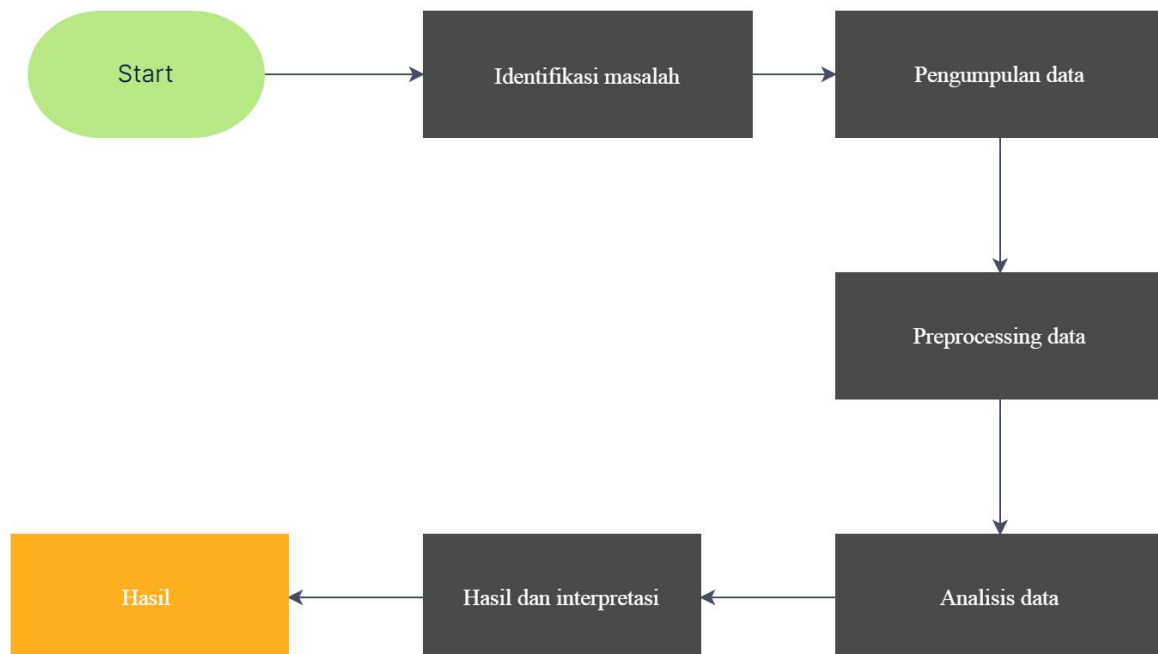 Start
Identifikasi masalah
Pengumpulan data
Preprocessing data
Analisis data
Hasil dan interpretasi
Hasil